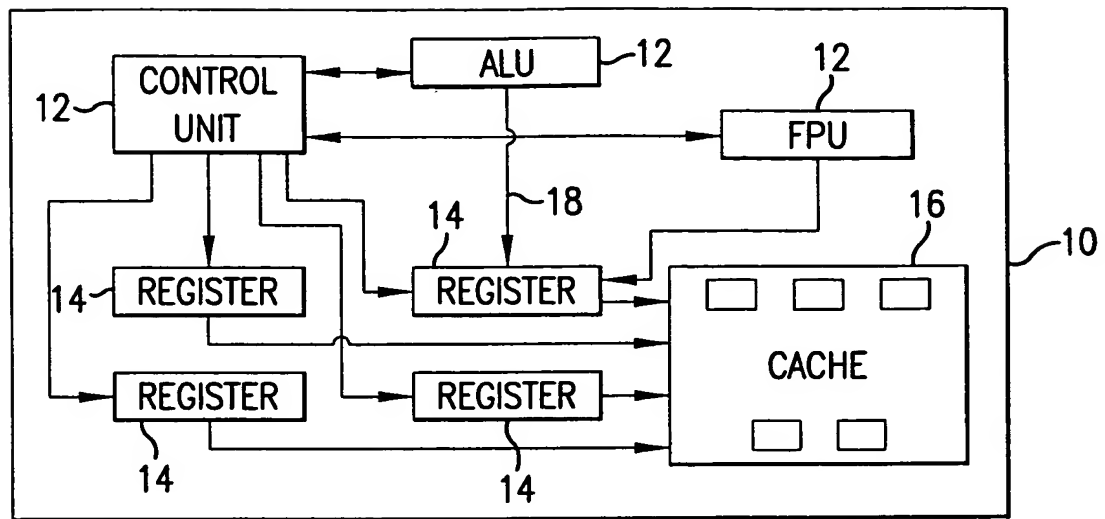 ALU
12
CONTROL
UNIT
12
12
FPU
18
14
16
10
REGISTER
14
REGISTER
CACHE
REGISTER
14
REGISTER
14